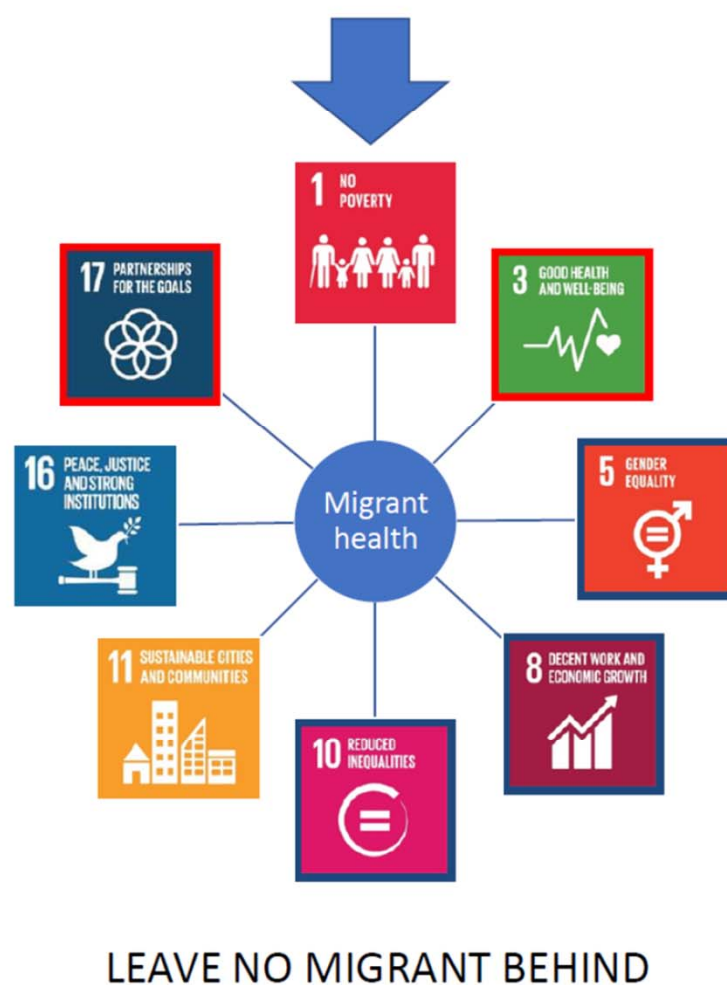 1 NO
POVERTY
17 PARTNERSHIPS
FOR THE GOALS
3 GOOD HEALTH
AND WELL-BEING
16 PEACE, JUSTICE
AND STRONG
INSTITUTIONS
Migrant
health
5 GENDER
EQUALITY
11 SUSTAINABLE CITIES
AND COMMUNITIES
8 DECENT WORK AND
ECONOMIC GROWTH
10 REDUCED
INEQUALITIES
LEAVE NO MIGRANT BEHIND